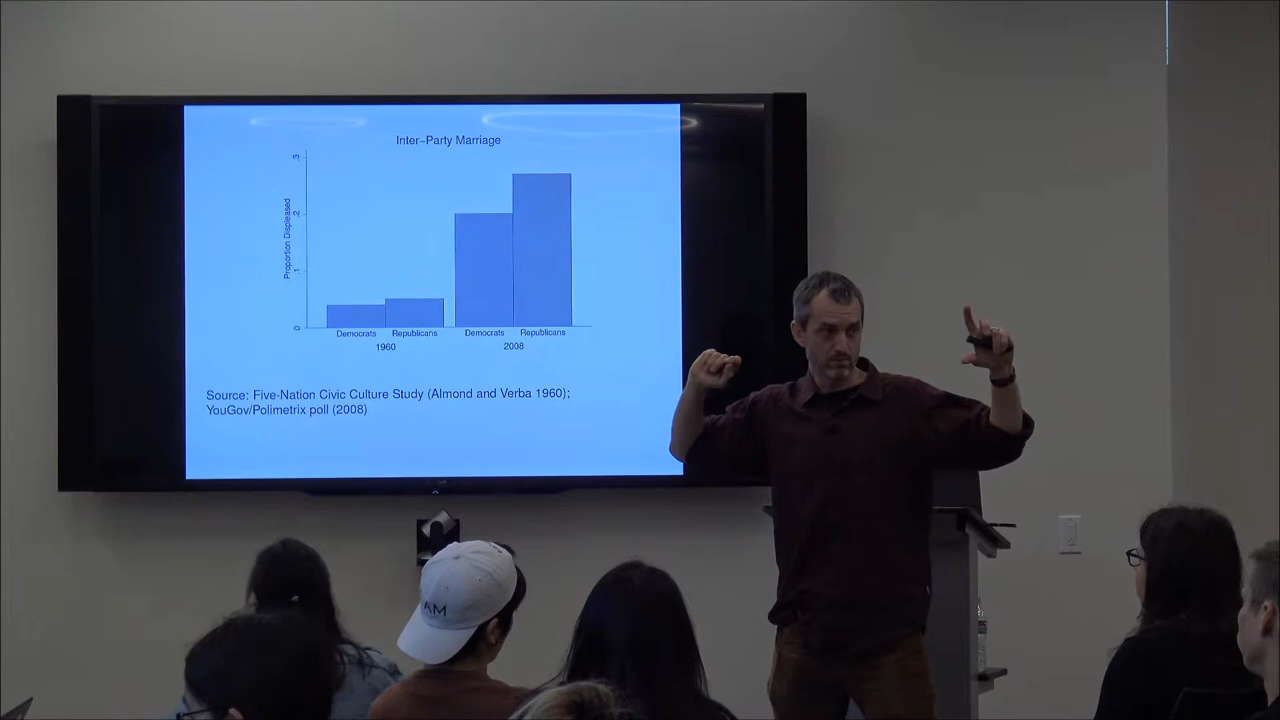 Inter-Party Marriage
Proportion Displeased
.3
.2
.1
0
Democrats Republicans Democrats Republicans
1960 2008
Source: Five-Nation Civic Culture Study (Almond and Verba 1960);
YouGov/Polimetrix poll (2008)
AM